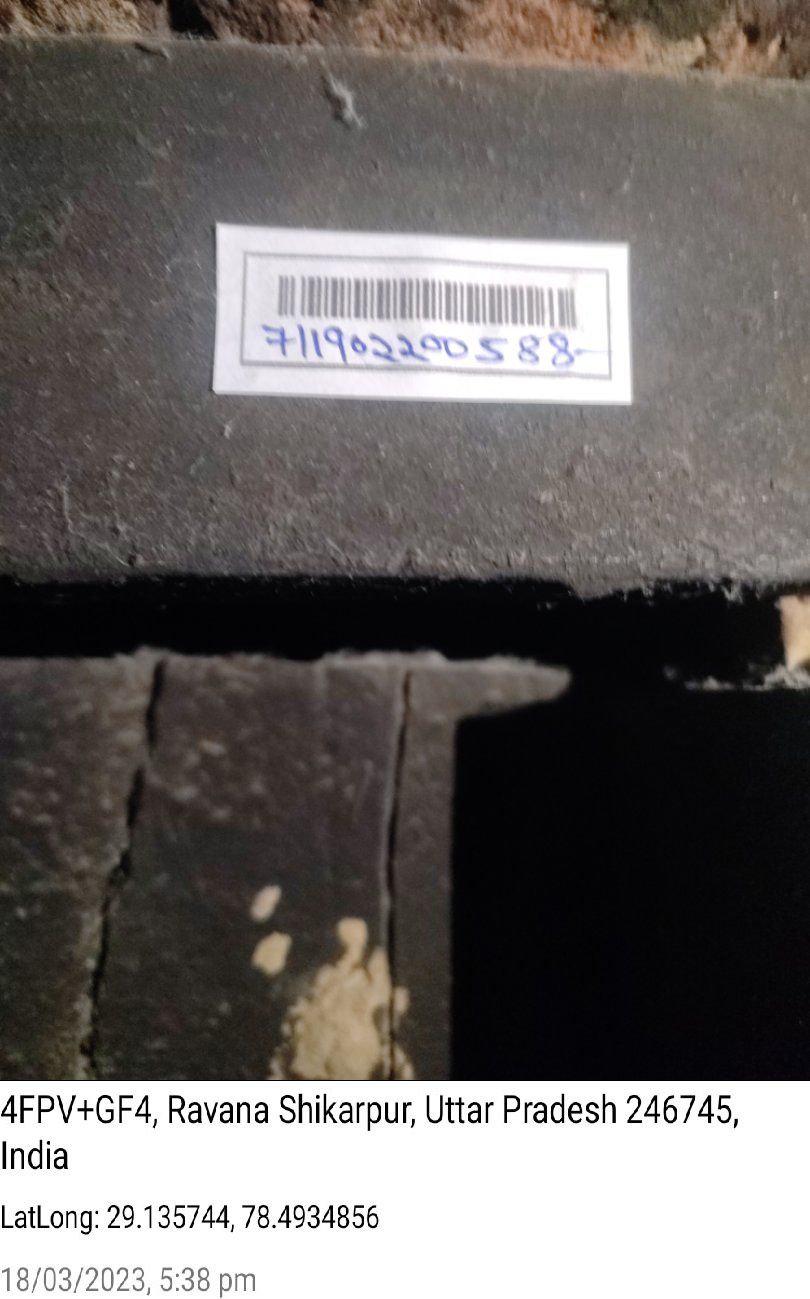 711902200588
4FPV+GF4, Ravana Shikarpur, Uttar Pradesh 246745,
India
LatLong: 29.135744, 78.4934856
18/03/2023, 5:38 pm